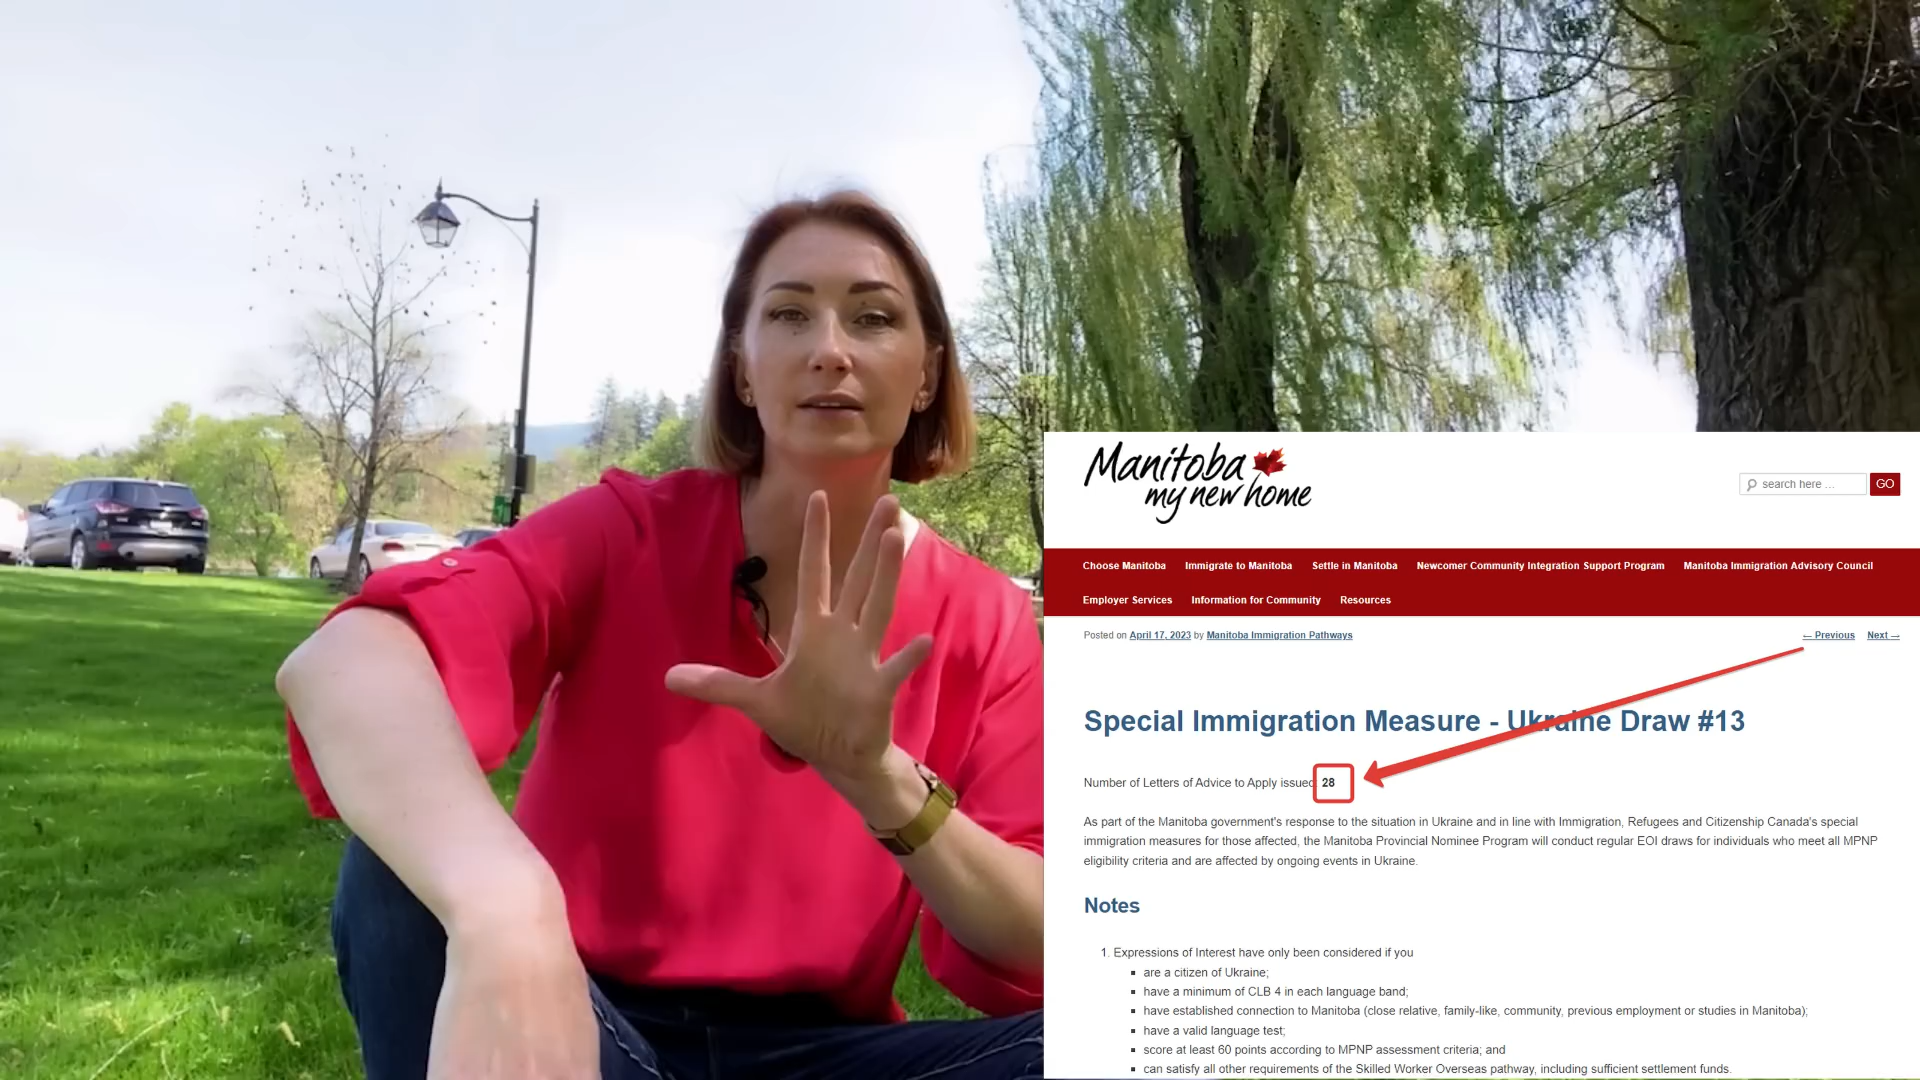 Manitoba
my new home
search here ...
GO
Choose Manitoba Immigrate to Manitoba Settle in Manitoba Newcomer Community Integration Support Program Manitoba Immigration Advisory Council
Employer Services Information for Community Resources
Posted on April 17, 2023 by Manitoba Immigration Pathways
← Previous Next →
Special Immigration Measure - Ukraine Draw #13
Number of Letters of Advice to Apply issued 28
As part of the Manitoba government's response to the situation in Ukraine and in line with Immigration, Refugees and Citizenship Canada's special
immigration measures for those affected, the Manitoba Provincial Nominee Program will conduct regular EOI draws for individuals who meet all MPNP
eligibility criteria and are affected by ongoing events in Ukraine.
Notes
1. Expressions of Interest have only been considered if you
▪ are a citizen of Ukraine;
▪ have a minimum of CLB 4 in each language band;
▪ have established connection to Manitoba (close relative, family-like, community, previous employment or studies in Manitoba);
▪ have a valid language test;
▪ score at least 60 points according to MPNP assessment criteria; and
▪ can satisfy all other requirements of the Skilled Worker Overseas pathway, including sufficient settlement funds.